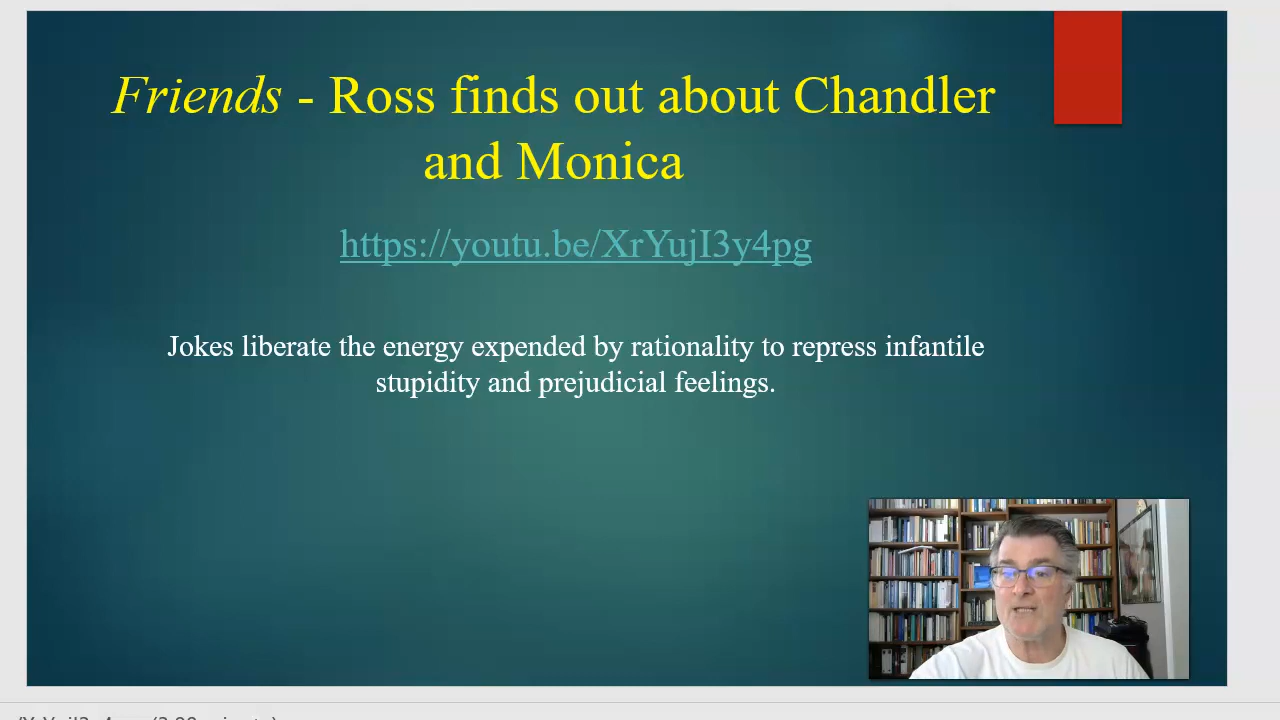 Friends - Ross finds out about Chandler
and Monica
https://youtu.be/XrYujI3y4pg
Jokes liberate the energy expended by rationality to repress infantile
stupidity and prejudicial feelings.